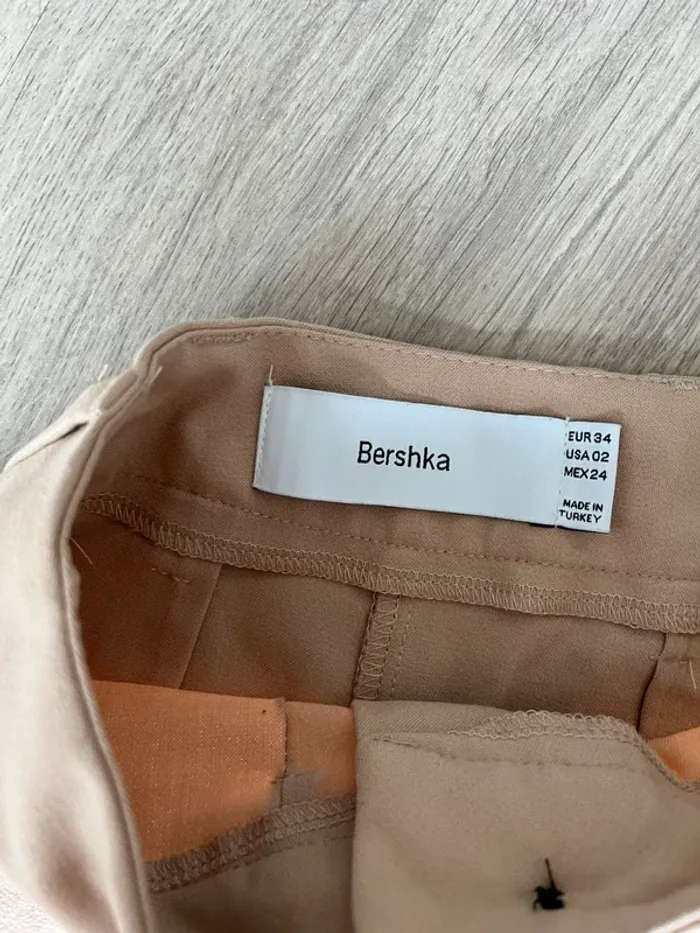 Bershka
EUR 34
USA 02
MEX 24
MADE IN
TURKEY